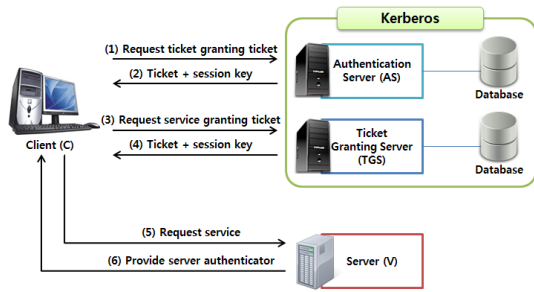 Kerberos
(1) Request ticket granting ticket
(2) Ticket + session key
Authentication
Server (AS)
Database
(3) Request service granting ticket
(4) Ticket + session key
Ticket
Granting Server
(TGS)
Database
Client (C)
(5) Request service
(6) Provide server authenticator
Server (V)